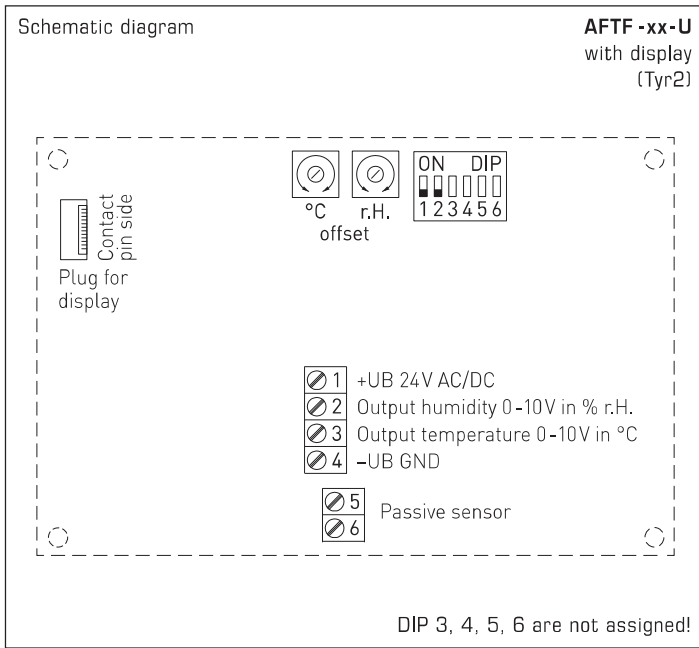 Schematic diagram
AFTF -xx-U
with display
(Tyr2)
ON DIP
1 2 3 4 5 6
°C r.H.
offset
Contact
pin side
Plug for
display
1 +UB 24V AC/DC
2 Output humidity 0-10V in % r.H.
3 Output temperature 0-10V in °C
4 -UB GND
5
Passive sensor
6
DIP 3, 4, 5, 6 are not assigned!